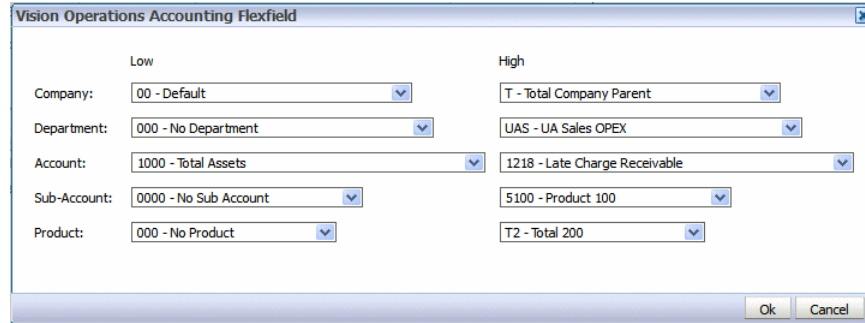 Vision Operations Accounting Flexfield
Low High
Company: 00 - Default T - Total Company Parent
Department: 000 - No Department UAS - UA Sales OPEX
Account: 1000 - Total Assets 1218 - Late Charge Receivable
Sub-Account: 0000 - No Sub Account 5100 - Product 100
Product: 000 - No Product T2 - Total 200
Ok Cancel